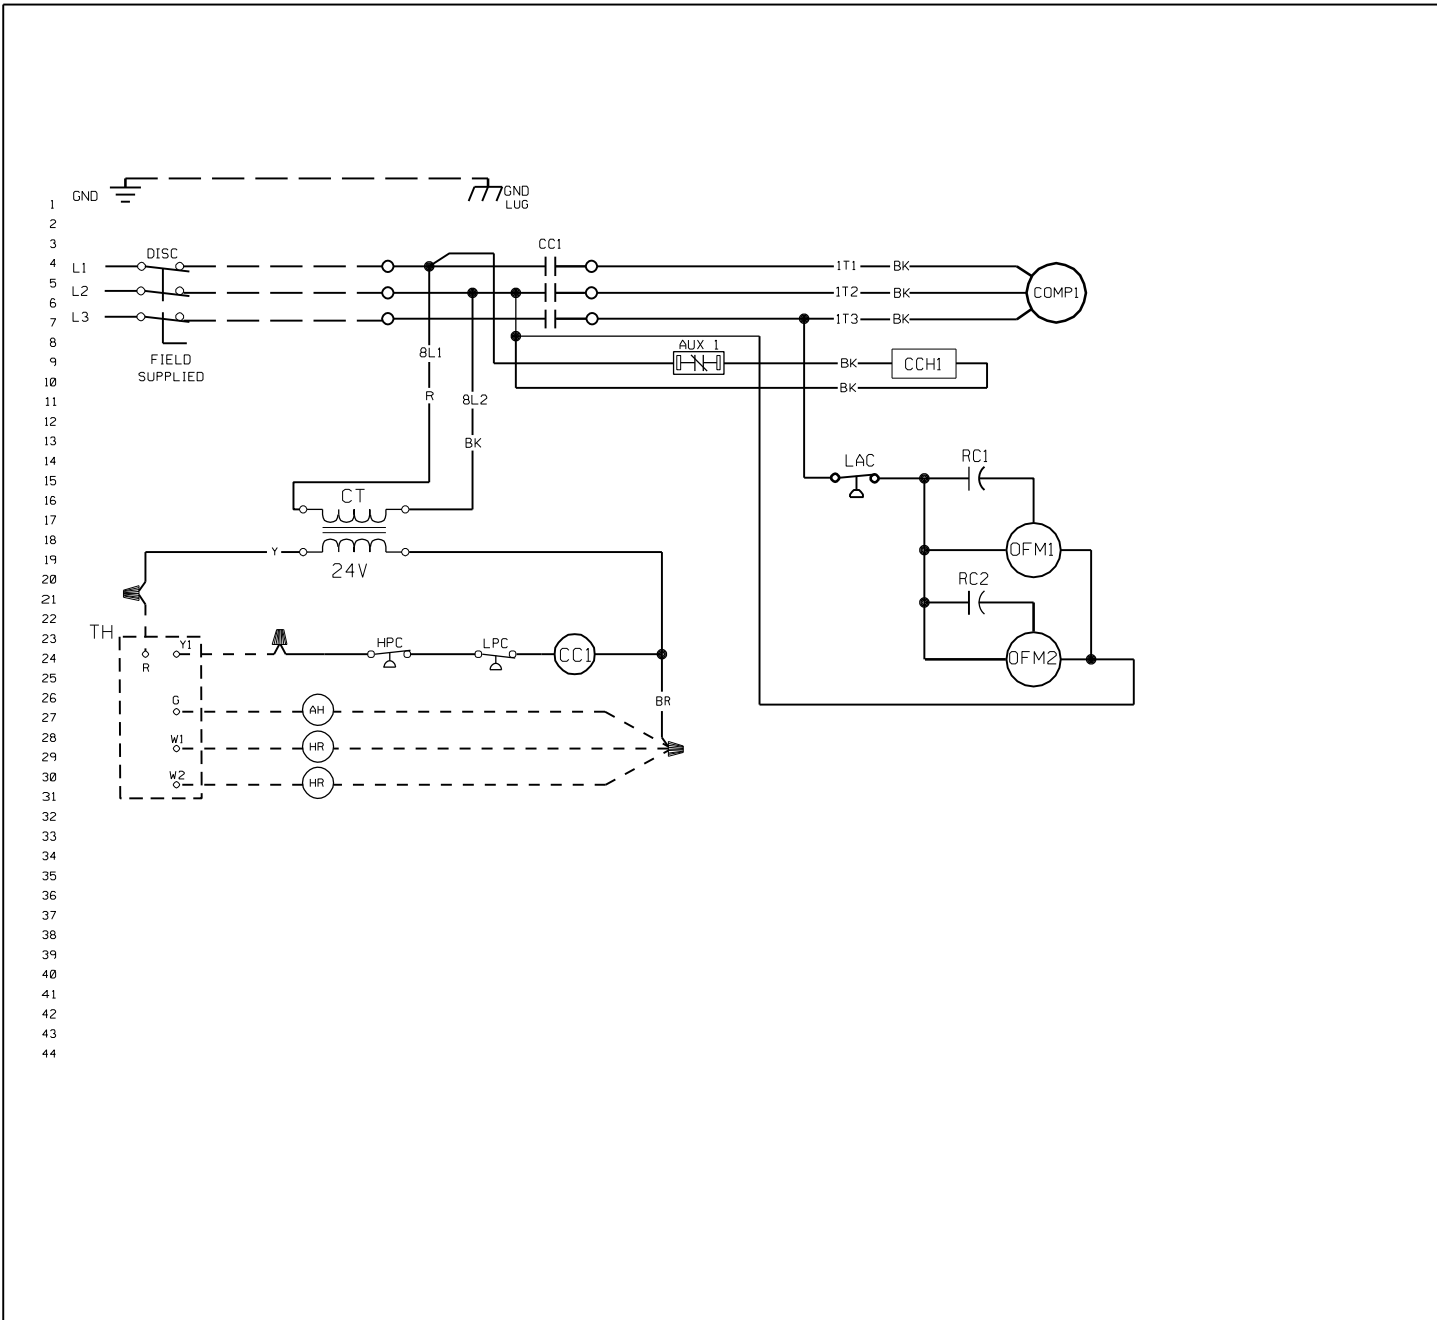 GND
GND
LUG
1
2
3
DISC
CC1
4
L1
1T1
BK
5
L2
1T2
BK
COMP1
6
7
L3
1T3
BK
8
AUX 1
FIELD
8L1
9
BK
CCH1
SUPPLIED
10
BK
R
8L2
11
12
13
BK
14
LAC
RC1
15
CT
16
17
18
19
Y
OFM1
24V
20
RC2
21
22
TH
23
Y1
HPC
LPC
24
CC1
OFM2
R
25
26
G
BR
27
AH
28
W1
HR
29
30
W2
HR
31
32
33
34
35
36
37
38
39
40
41
42
43
44